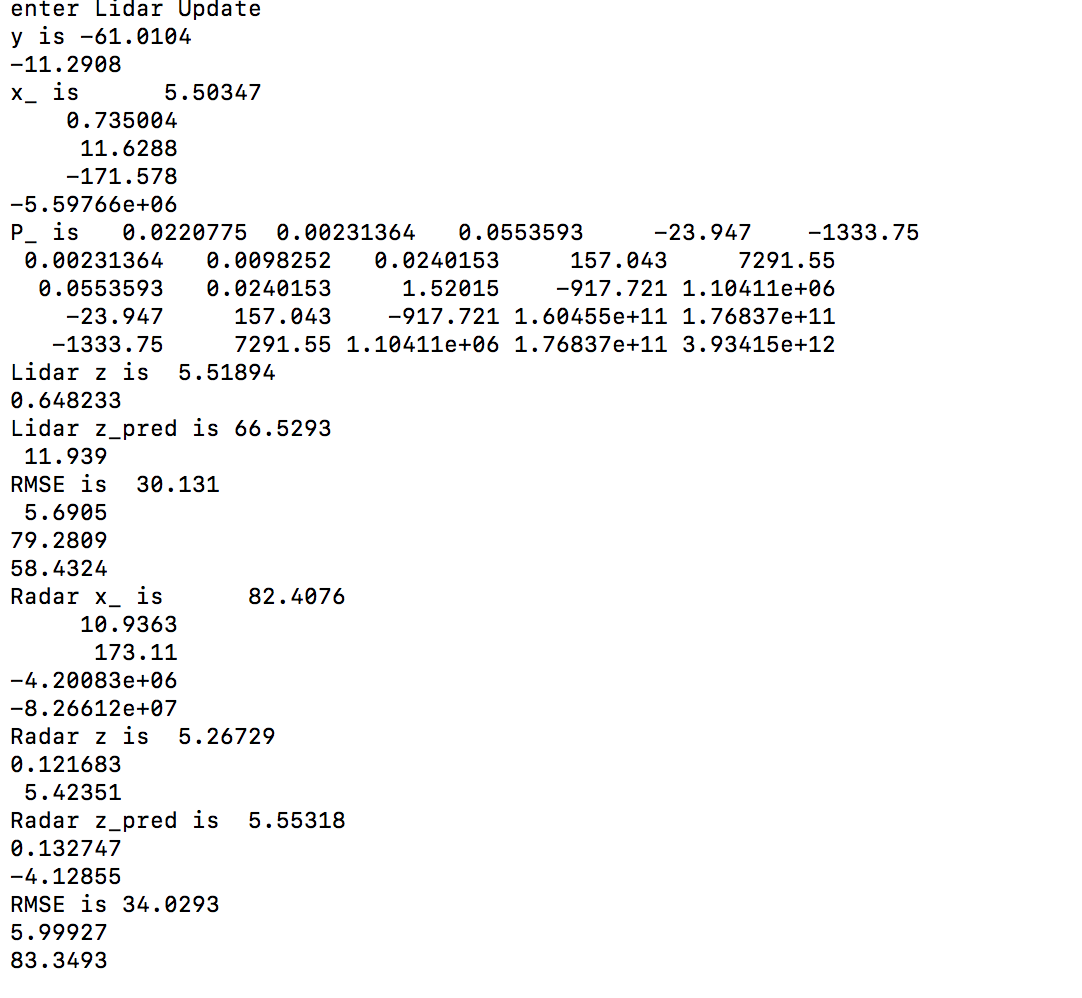 enter Lidar Update
y is -61.0104
-11.2908
x_ is      5.50347
    0.735004
     11.6288
    -171.578
-5.59766e+06
P_ is   0.0220775  0.00231364   0.0553593     -23.947    -1333.75
 0.00231364   0.0098252   0.0240153     157.043     7291.55
  0.0553593   0.0240153     1.52015    -917.721 1.10411e+06
    -23.947     157.043    -917.721 1.60455e+11 1.76837e+11
   -1333.75     7291.55 1.10411e+06 1.76837e+11 3.93415e+12
Lidar z is  5.51894
0.648233
Lidar z_pred is 66.5293
 11.939
RMSE is  30.131
 5.6905
79.2809
58.4324
Radar x_ is      82.4076
     10.9363
      173.11
-4.20083e+06
-8.26612e+07
Radar z is  5.26729
0.121683
 5.42351
Radar z_pred is  5.55318
0.132747
-4.12855
RMSE is 34.0293
5.99927
83.3493